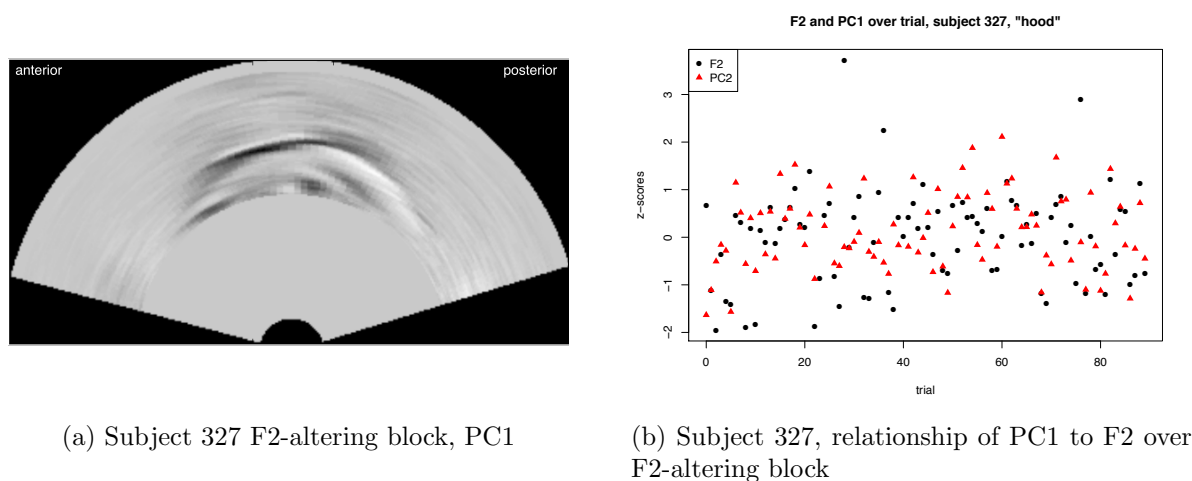 anterior
posterior
(a) Subject 327 F2-altering block, PC1
F2 and PC1 over trial, subject 327, "hood"
F2
PC2
z-scores
3
2
1
0
−1
−2
0
20
40
60
80
trial
(b) Subject 327, relationship of PC1 to F2 over
F2-altering block